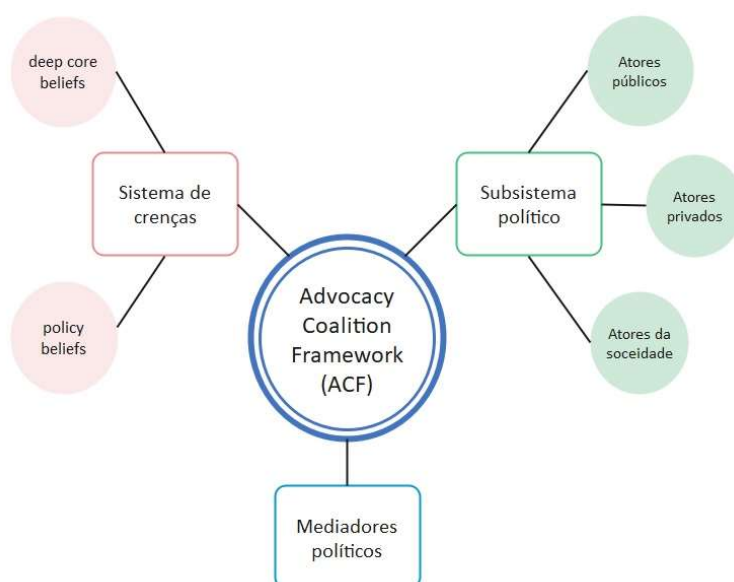 deep core
beliefs
Atores
públicos
Sistema de
crenças
Subsistema
político
Atores
privados
Advocacy
Coalition
Framework
(ACF)
policy
beliefs
Atores da
soceidade
Mediadores
políticos